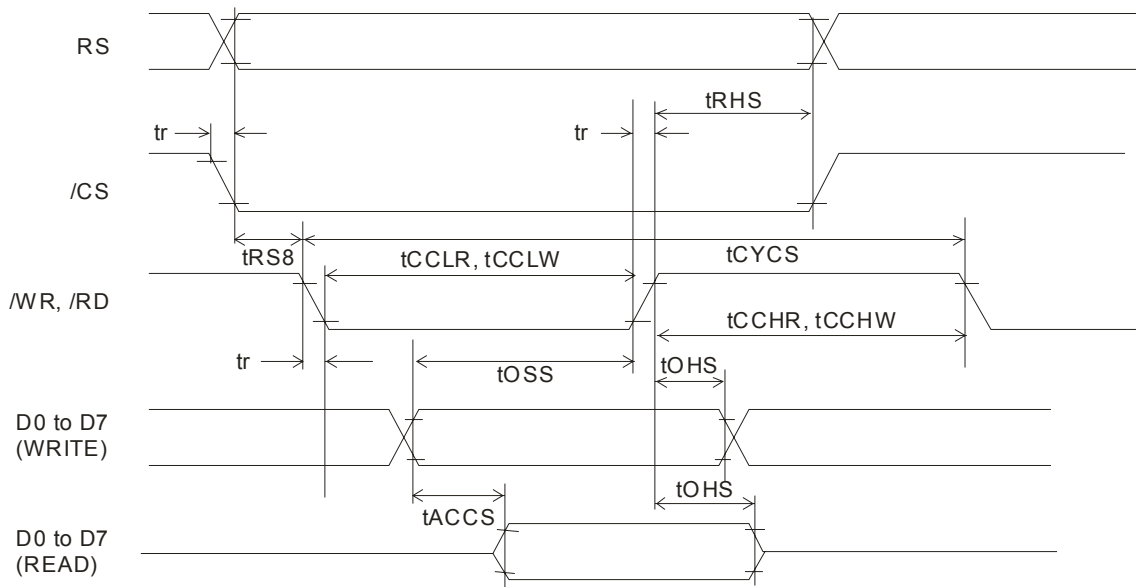 RS
tRHS
tr
tr
/CS
tRS8
tCCLR, tCCLW
tCYCS
/WR, /RD
tCCHR, tCCHW
tr
tOSS
tOHS
D0 to D7
(WRITE)
tACCS
tOHS
D0 to D7
(READ)